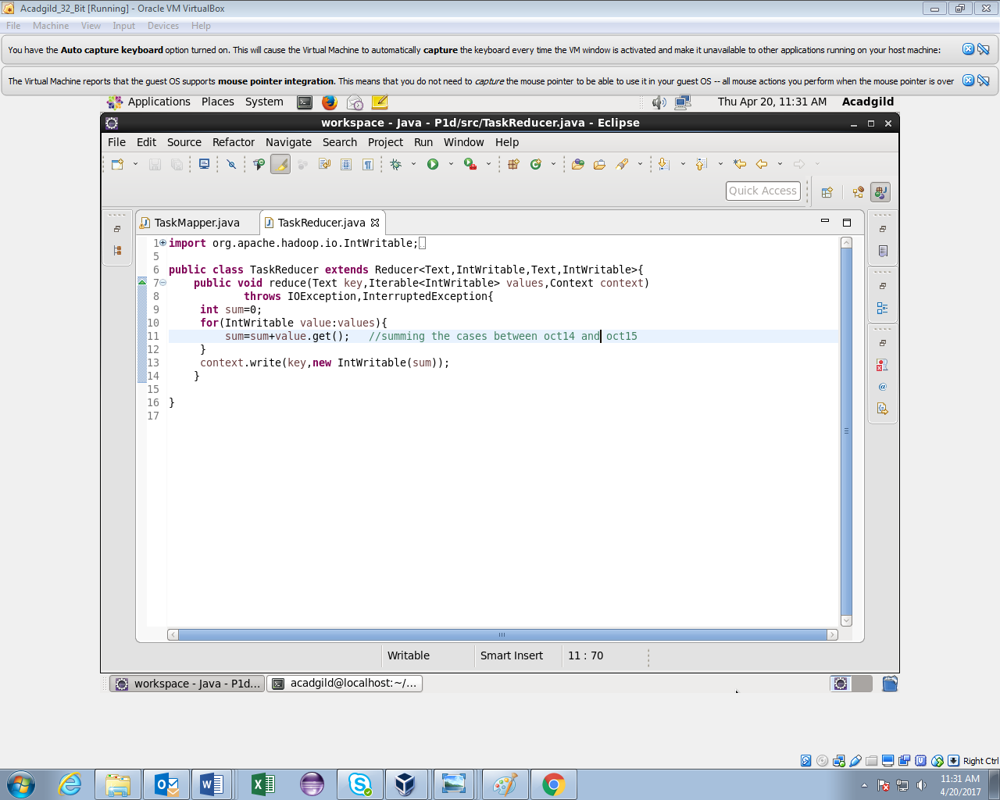 Acadgild_32_Bit [Running] - Oracle VM VirtualBox
File Machine View Input Devices Help
You have the Auto capture keyboard option turned on. This will cause the Virtual Machine to automatically capture the keyboard every time the VM window is activated and make it unavailable to other applications running on your host machine:
The Virtual Machine reports that the guest OS supports mouse pointer integration. This means that you do not need to capture the mouse pointer to be able to use it in your guest OS -- all mouse actions you perform when the mouse pointer is over
Applications Places System Thu Apr 20, 11:31 AM Acadgild
workspace - Java - P1d/src/TaskReducer.java - Eclipse
File Edit Source Refactor Navigate Search Project Run Window Help
Quick Access
TaskMapper.java TaskReducer.java
1 import org.apache.hadoop.io.IntWritable;
5
6 public class TaskReducer extends Reducer<Text,IntWritable,Text,IntWritable>{
7 public void reduce(Text key,Iterable<IntWritable> values,Context context)
8 throws IOException,InterruptedException{
9 int sum=0;
10 for(IntWritable value:values){
11 sum=sum+value.get(); //summing the cases between oct14 and oct15
12 }
13 context.write(key,new IntWritable(sum));
14 }
15
16 }
17
Writable Smart Insert 11 : 70
workspace - Java - P1d... acadgild@localhost:~/...
Right Ctrl
11:31 AM
4/20/2017